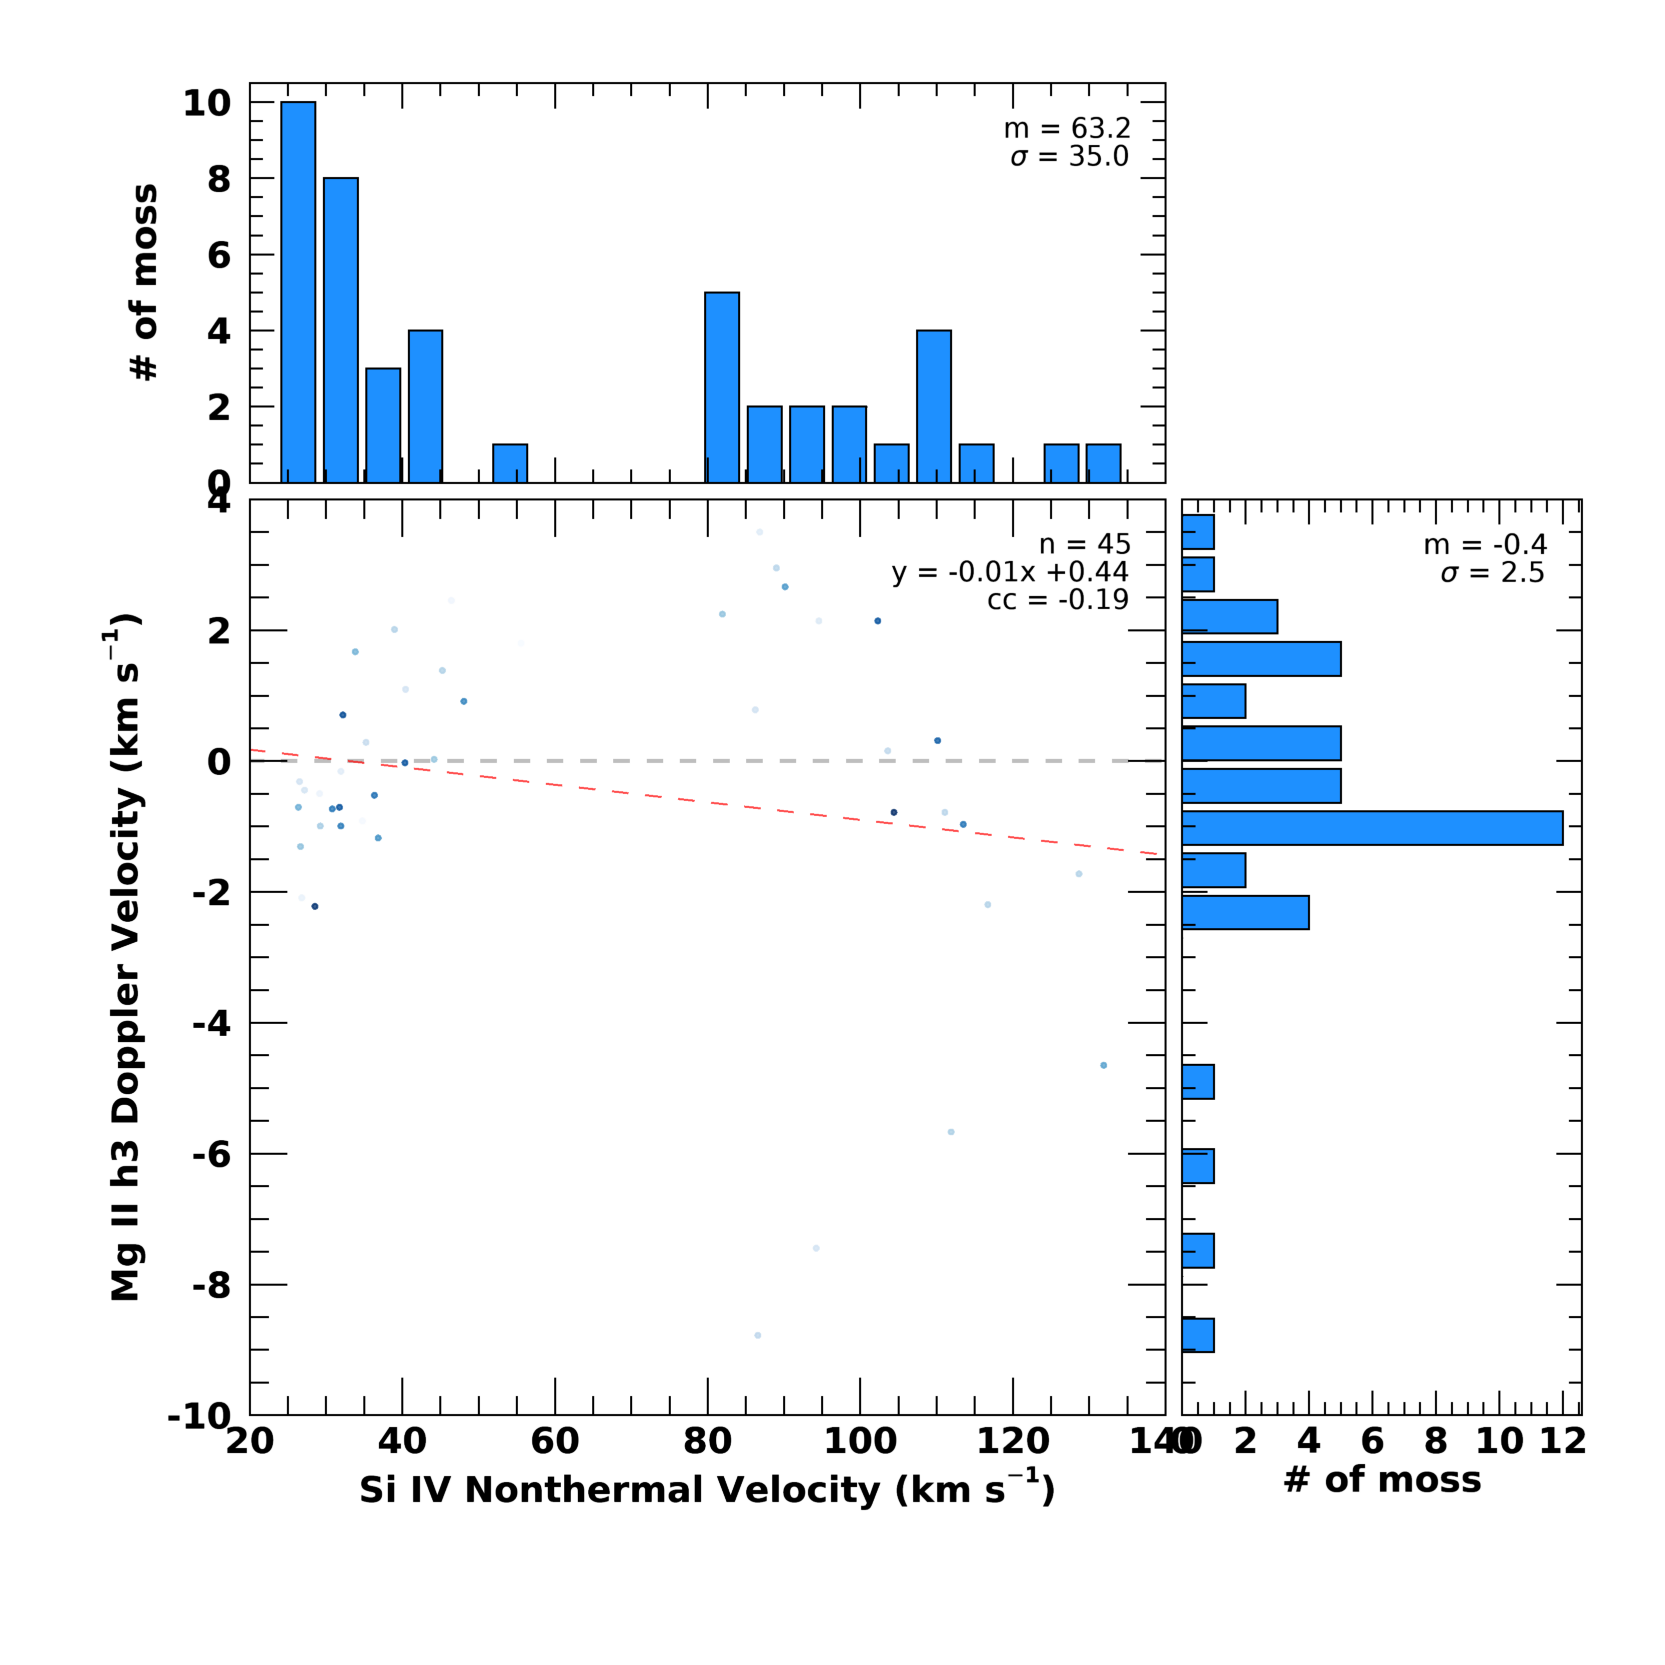 # of moss
10
8
6
4
2
0
m = 63.2
σ = 35.0
Mg II h3 Doppler Velocity (km s⁻¹)
4
2
0
-2
-4
-6
-8
-10
n = 45
y = -0.01x +0.44
cc = -0.19
20 40 60 80 100 120 140
Si IV Nonthermal Velocity (km s⁻¹)
m = -0.4
σ = 2.5
0 2 4 6 8 10 12
# of moss